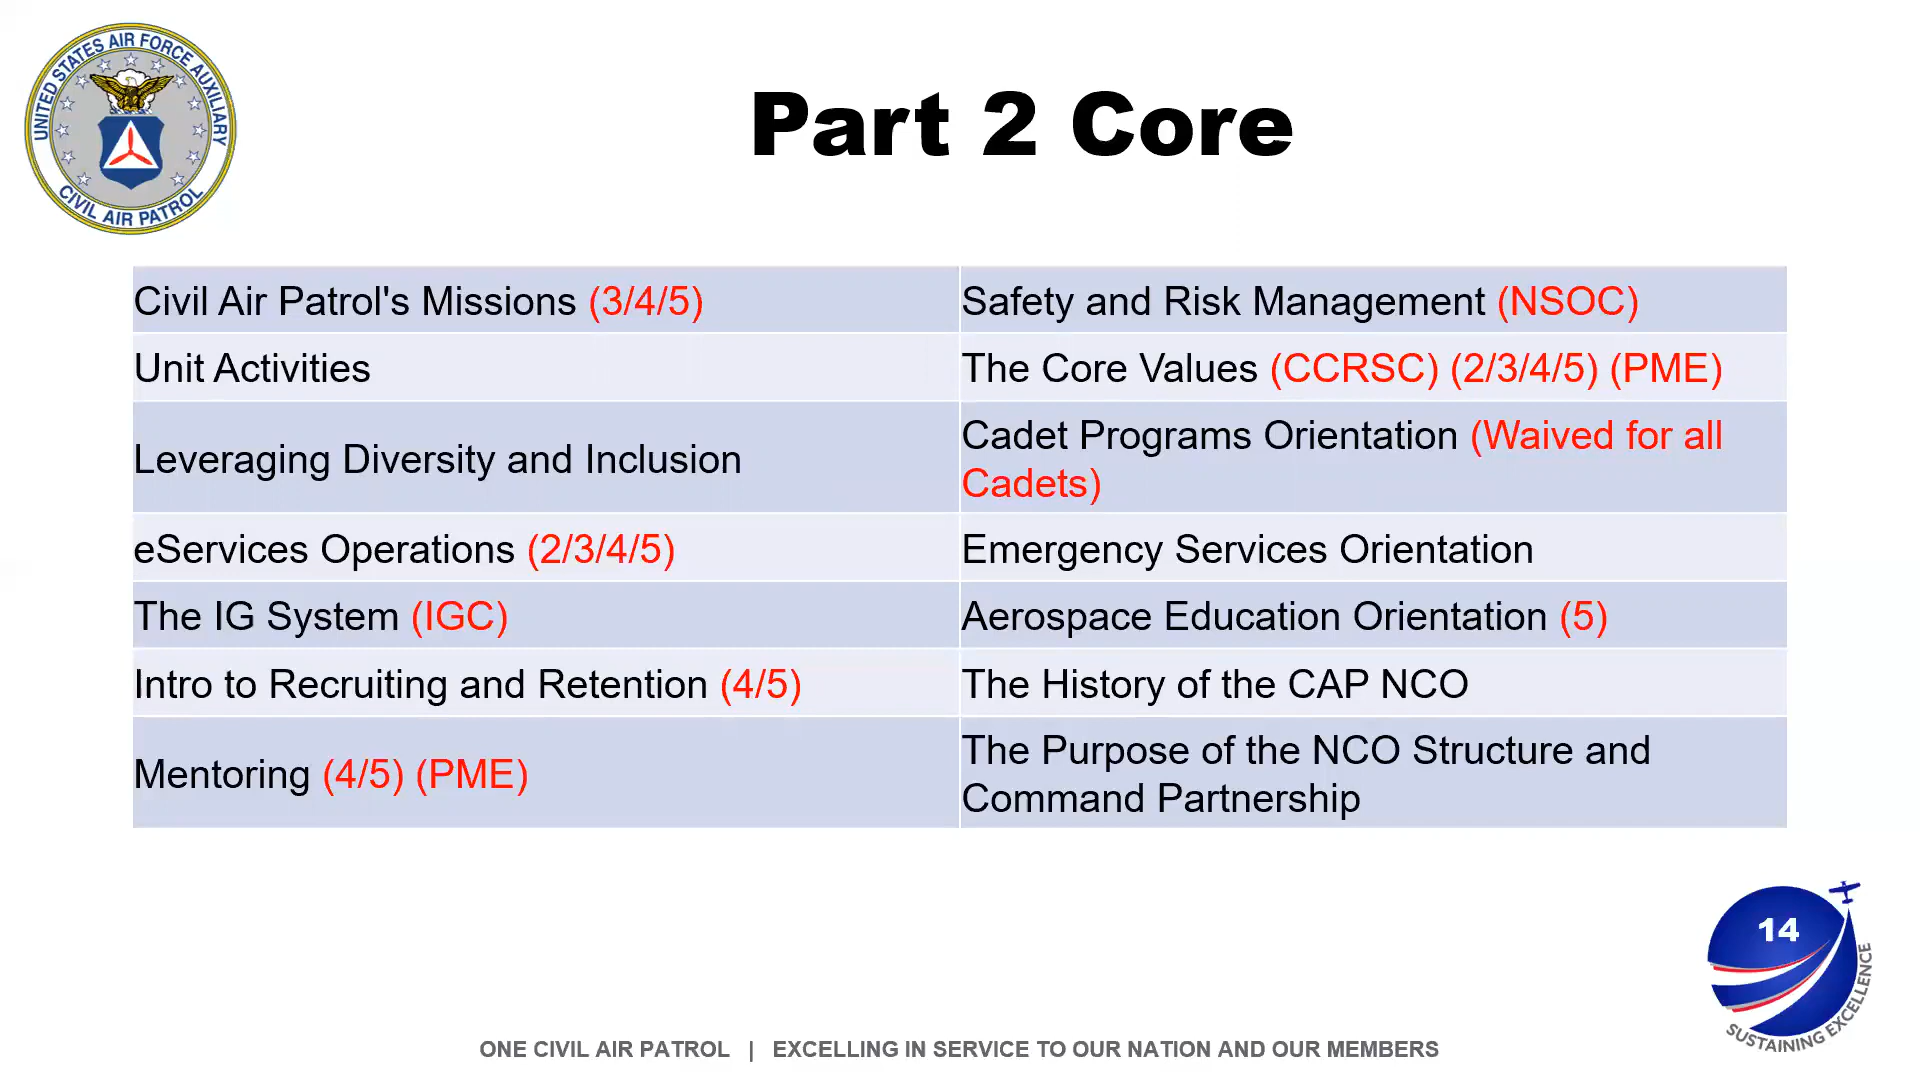 UNITED STATES AIR FORCE AUXILIARY
CIVIL AIR PATROL
Part 2 Core
Civil Air Patrol's Missions (3/4/5)
Safety and Risk Management (NSOC)
Unit Activities
The Core Values (CCRSC) (2/3/4/5) (PME)
Leveraging Diversity and Inclusion
Cadet Programs Orientation (Waived for all
Cadets)
eServices Operations (2/3/4/5)
Emergency Services Orientation
The IG System (IGC)
Aerospace Education Orientation (5)
Intro to Recruiting and Retention (4/5)
The History of the CAP NCO
Mentoring (4/5) (PME)
The Purpose of the NCO Structure and
Command Partnership
14
SUSTAINING EXCELLENCE
ONE CIVIL AIR PATROL | EXCELLING IN SERVICE TO OUR NATION AND OUR MEMBERS